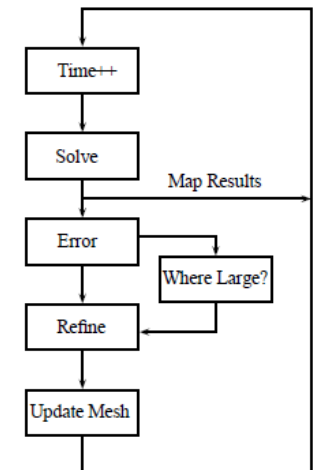 Time++
Solve
Map Results
Error
Where Large?
Refine
Update Mesh